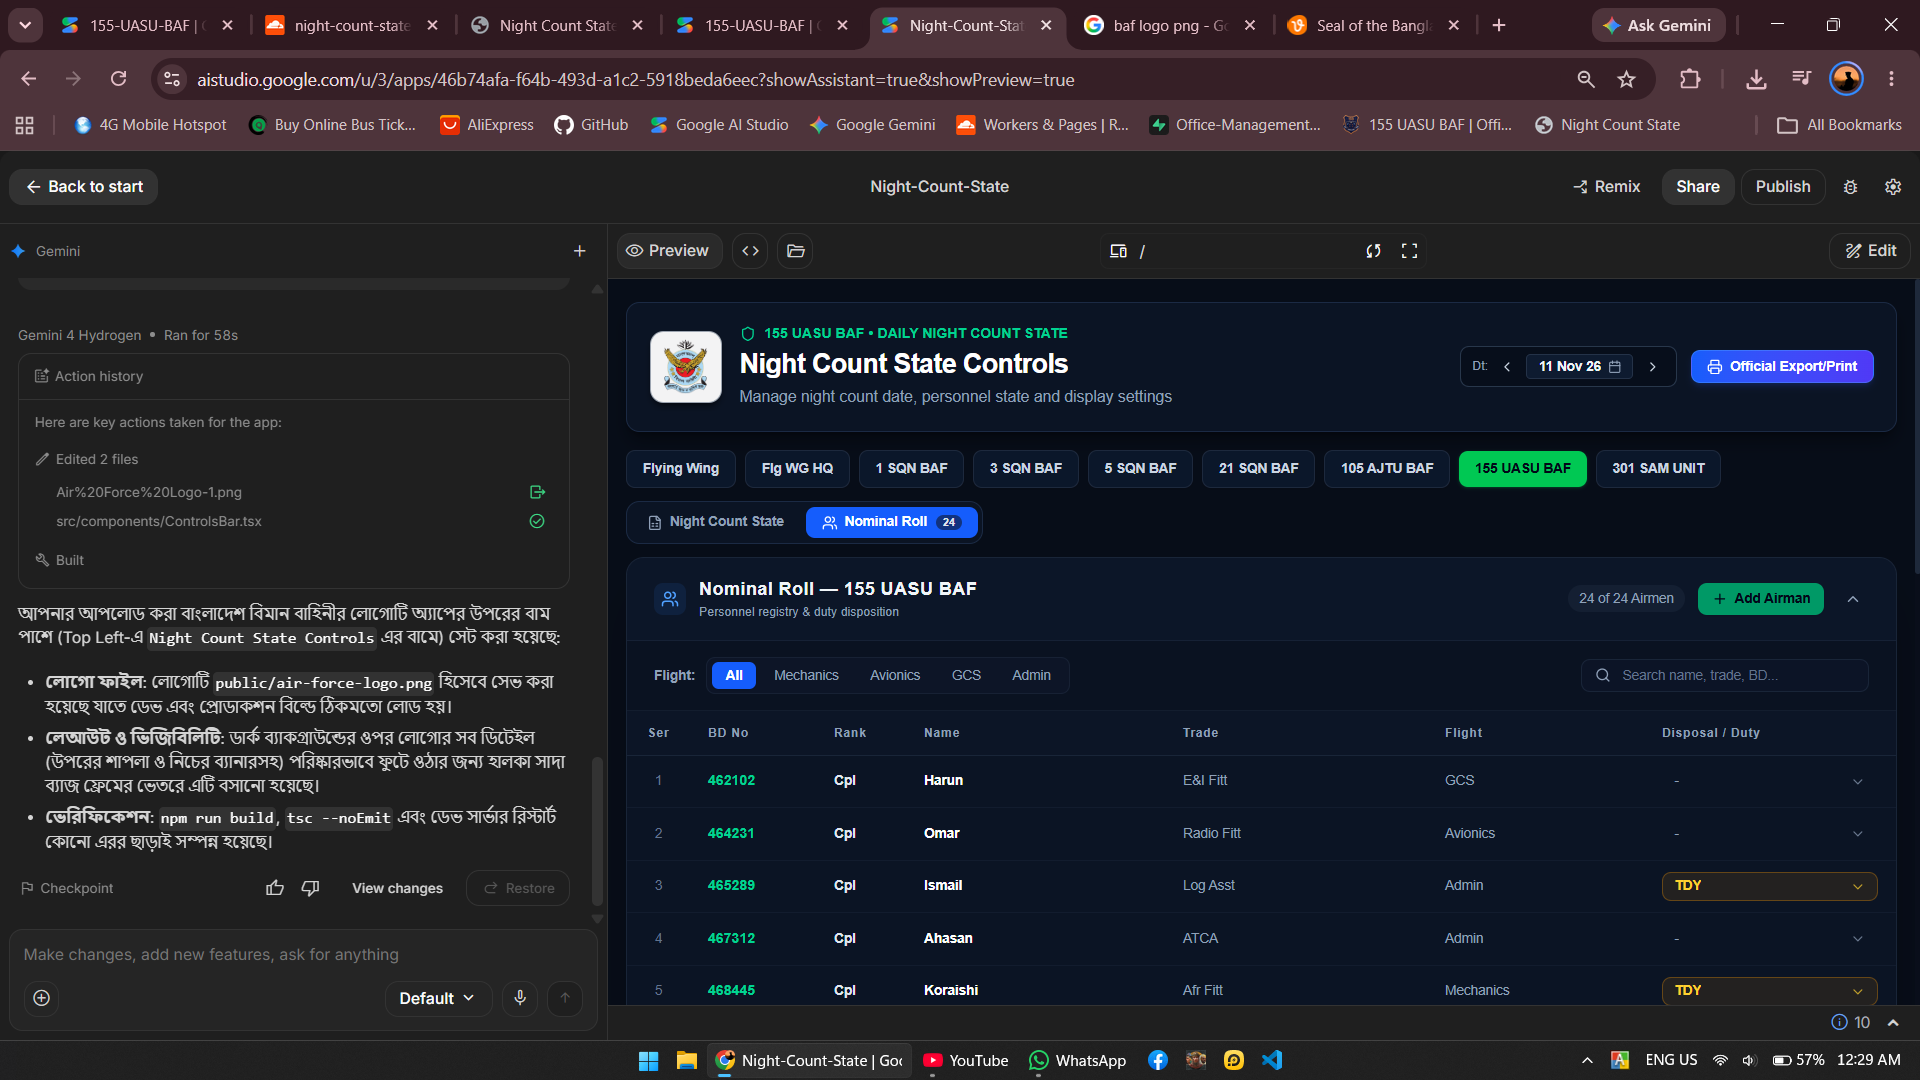 155-UASU-BAF |
night-count-state
Night Count State
155-UASU-BAF |
Night-Count-Stat
baf logo png - Go
Seal of the Bangla
Ask Gemini
aistudio.google.com/u/3/apps/46b74afa-f64b-493d-a1c2-5918beda6eec?showAssistant=true&showPreview=true
4G Mobile Hotspot
Buy Online Bus Tick...
AliExpress
GitHub
Google AI Studio
Google Gemini
Workers & Pages | R...
Office-Management...
155 UASU BAF | Offi...
Night Count State
All Bookmarks
Back to start
Night-Count-State
Remix
Share
Publish
Gemini
Preview
/
Edit
Gemini 4 Hydrogen • Ran for 58s
Action history
Here are key actions taken for the app:
Edited 2 files
Air%20Force%20Logo-1.png
src/components/ControlsBar.tsx
Built
আপনার আপলোড করা বাংলাদেশ বিমান বাহিনীর লোগোটি অ্যাপের উপরের বাম
পাশে (Top Left-এ Night Count State Controls এর বামে) সেট করা হয়েছে:
• লোগো ফাইল: লোগোটি public/air-force-logo.png হিসেবে সেভ করা
হয়েছে যাতে ডেভ এবং প্রোডাকশন বিল্ডে ঠিকমতো লোড হয়।
• লেআউট ও ভিজিবিলিটি: ডার্ক ব্যাকগ্রাউন্ডের ওপর লোগোর সব ডিটেইল
(উপরের শাপলা ও নিচের ব্যানারসহ) পরিষ্কারভাবে ফুটে ওঠার জন্য হালকা সাদা
ব্যাজ ফ্রেমের ভেতরে এটি বসানো হয়েছে।
• ভেরিফিকেশন: npm run build, tsc --noEmit এবং ডেভ সার্ভার রিস্টার্ট
কোনো এরর ছাড়াই সম্পন্ন হয়েছে।
Checkpoint
View changes
Restore
Make changes, add new features, ask for anything
Default
155 UASU BAF • DAILY NIGHT COUNT STATE
Night Count State Controls
Manage night count date, personnel state and display settings
Dt:
11 Nov 26
Official Export/Print
Flying Wing
Flg WG HQ
1 SQN BAF
3 SQN BAF
5 SQN BAF
21 SQN BAF
105 AJTU BAF
155 UASU BAF
301 SAM UNIT
Night Count State
Nominal Roll 24
Nominal Roll — 155 UASU BAF
Personnel registry & duty disposition
24 of 24 Airmen
+ Add Airman
Flight: All Mechanics Avionics GCS Admin
Search name, trade, BD...
Ser BD No Rank Name Trade Flight Disposal / Duty
1 462102 Cpl Harun E&I Fitt GCS -
2 464231 Cpl Omar Radio Fitt Avionics -
3 465289 Cpl Ismail Log Asst Admin TDY
4 467312 Cpl Ahasan ATCA Admin -
5 468445 Cpl Koraishi Afr Fitt Mechanics TDY
10
Night-Count-State | Goo
YouTube
WhatsApp
ENG US
57%
12:29 AM